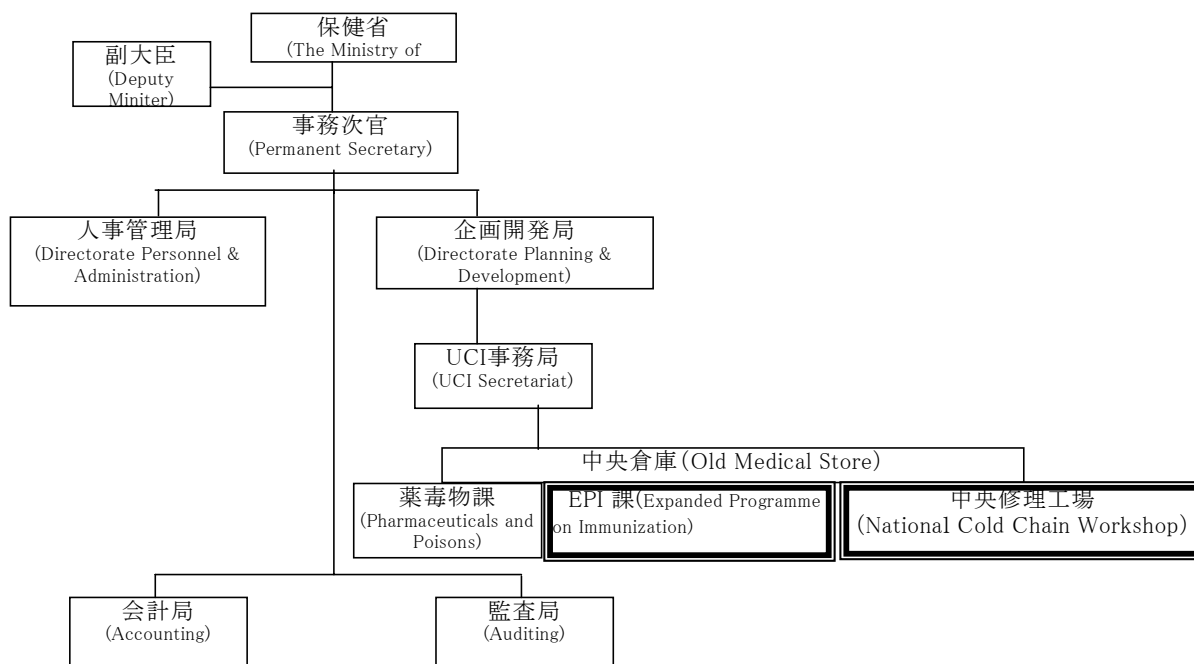 保健省
(The Ministry of
副大臣
(Deputy
Miniter)
事務次官
(Permanent Secretary)
人事管理局
(Directorate Personnel &
Administration)
企画開発局
(Directorate Planning &
Development)
UCI事務局
(UCI Secretariat)
中央倉庫(Old Medical Store)
薬毒物課
(Pharmaceuticals and
Poisons)
EPI 課(Expanded Programme
on Immunization)
中央修理工場
(National Cold Chain Workshop)
会計局
(Accounting)
監査局
(Auditing)